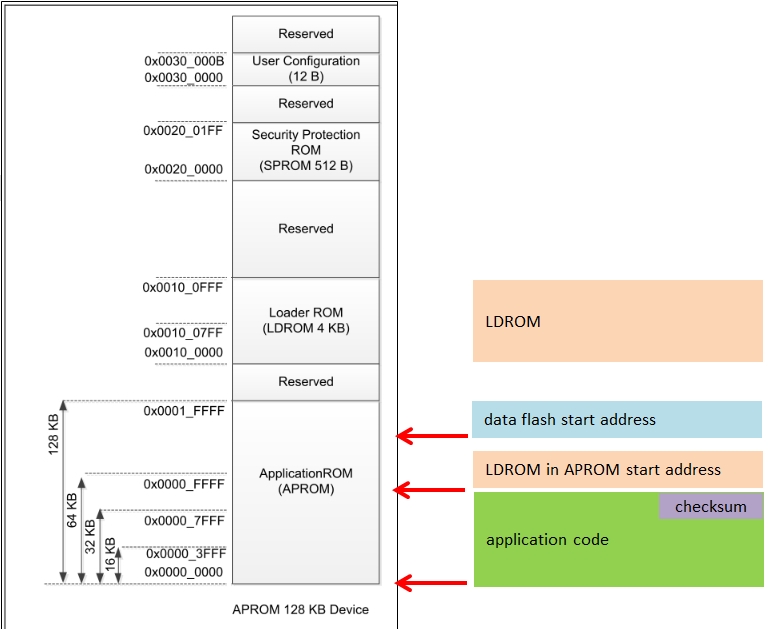 Reserved
0x0030_000B
0x0030_0000
User Configuration
(12 B)
Reserved
0x0020_01FF
0x0020_0000
Security Protection
ROM
(SPROM 512 B)
Reserved
0x0010_0FFF
0x0010_07FF
0x0010_0000
Loader ROM
(LDROM 4 KB)
Reserved
0x0001_FFFF
0x0000_FFFF
0x0000_7FFF
0x0000_3FFF
0x0000_0000
ApplicationROM
(APROM)
128 KB
64 KB
32 KB
16 KB
APROM 128 KB Device
LDROM
data flash start address
LDROM in APROM start address
checksum
application code